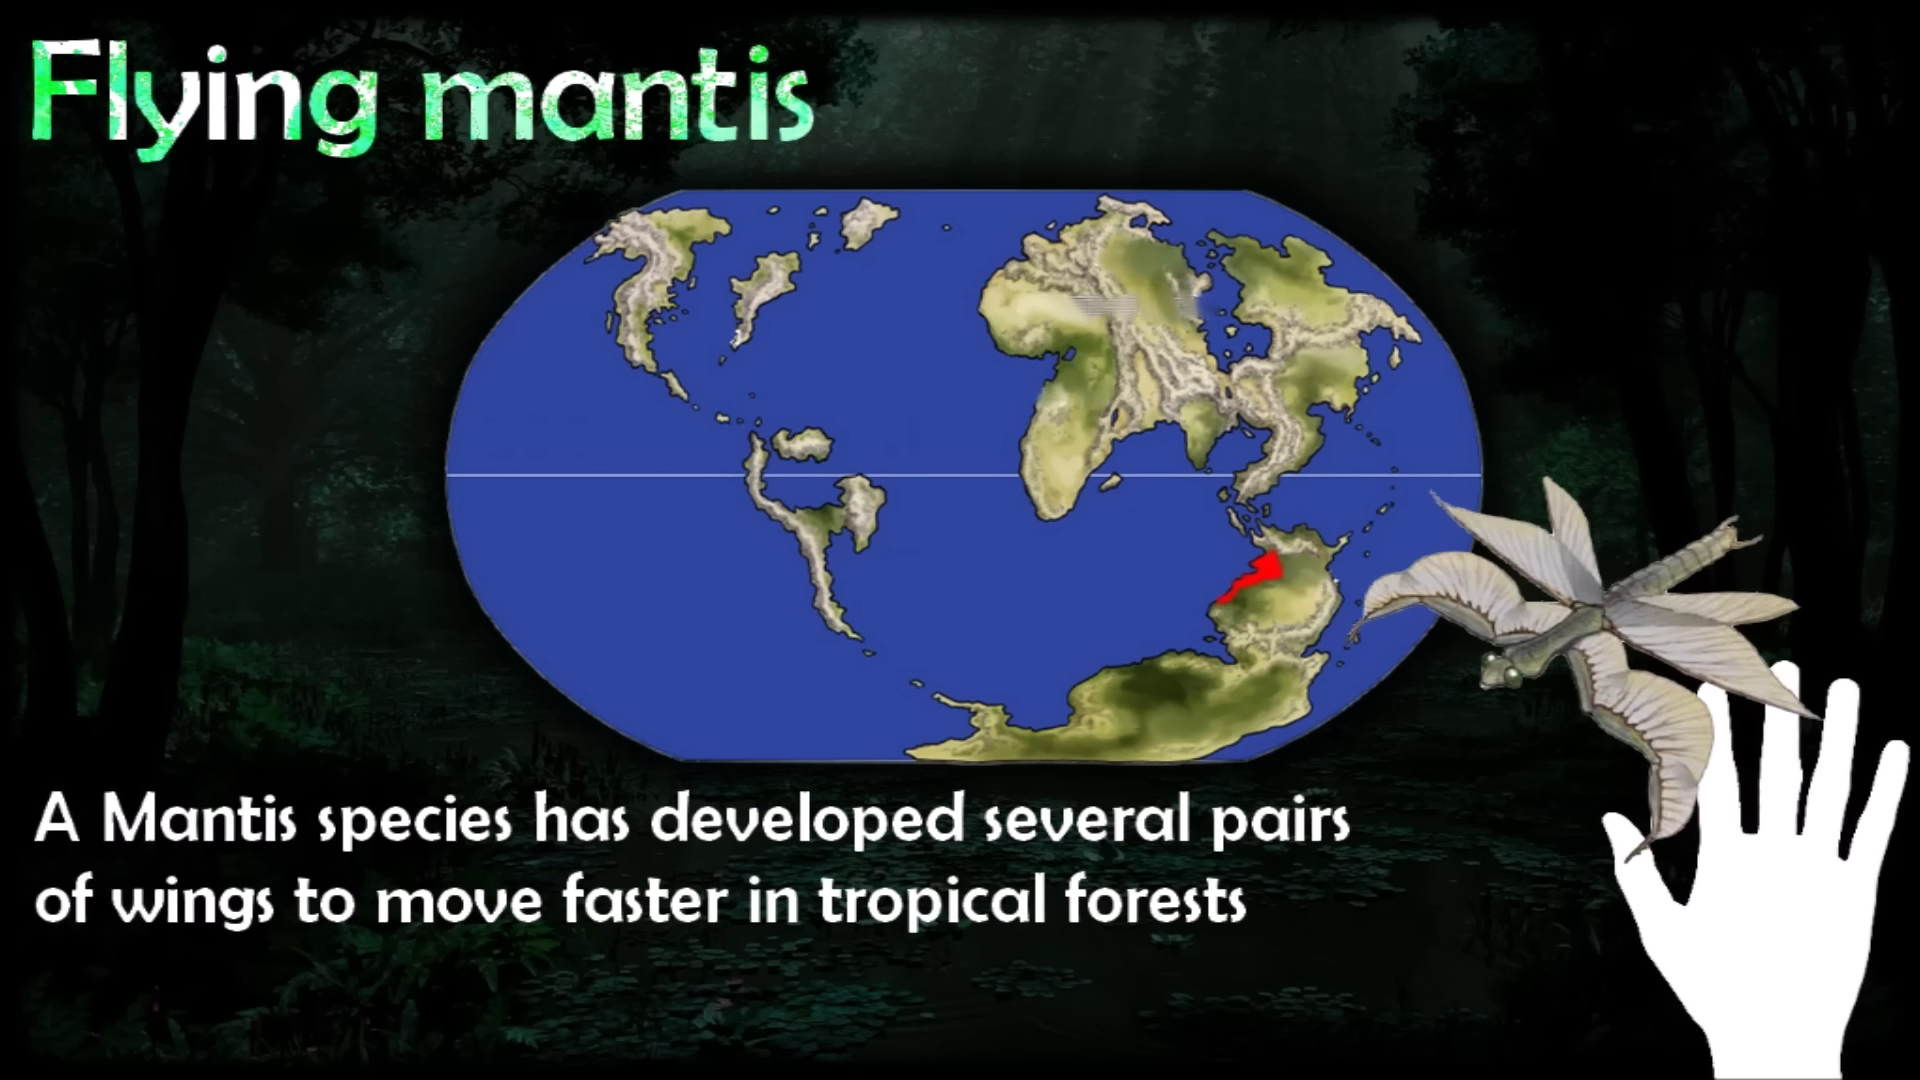 Flying mantis
A Mantis species has developed several pairs
of wings to move faster in tropical forests